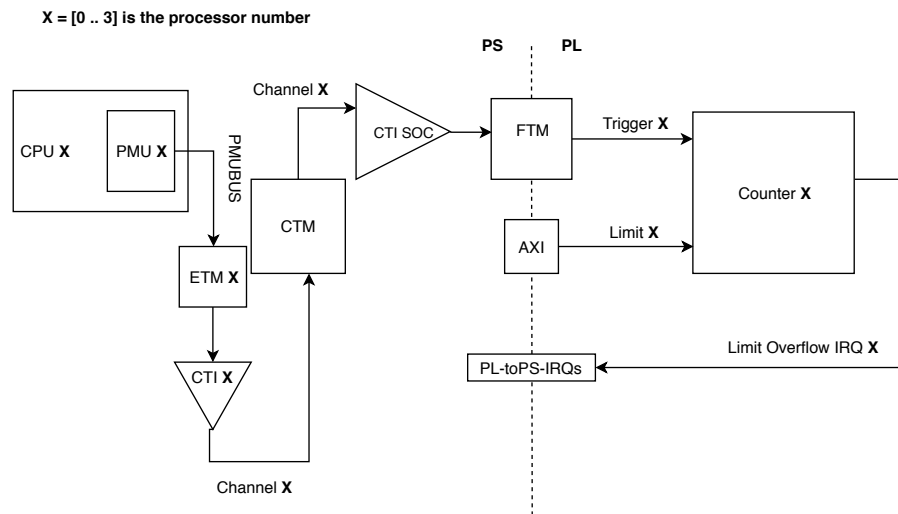 X = [0 .. 3] is the processor number
PS
PL
Channel X
CTI SOC
FTM
Trigger X
CPU X
PMU X
PMUBUS
Counter X
CTM
Limit X
AXI
ETM X
Limit Overflow IRQ X
PL-toPS-IRQs
CTI X
Channel X